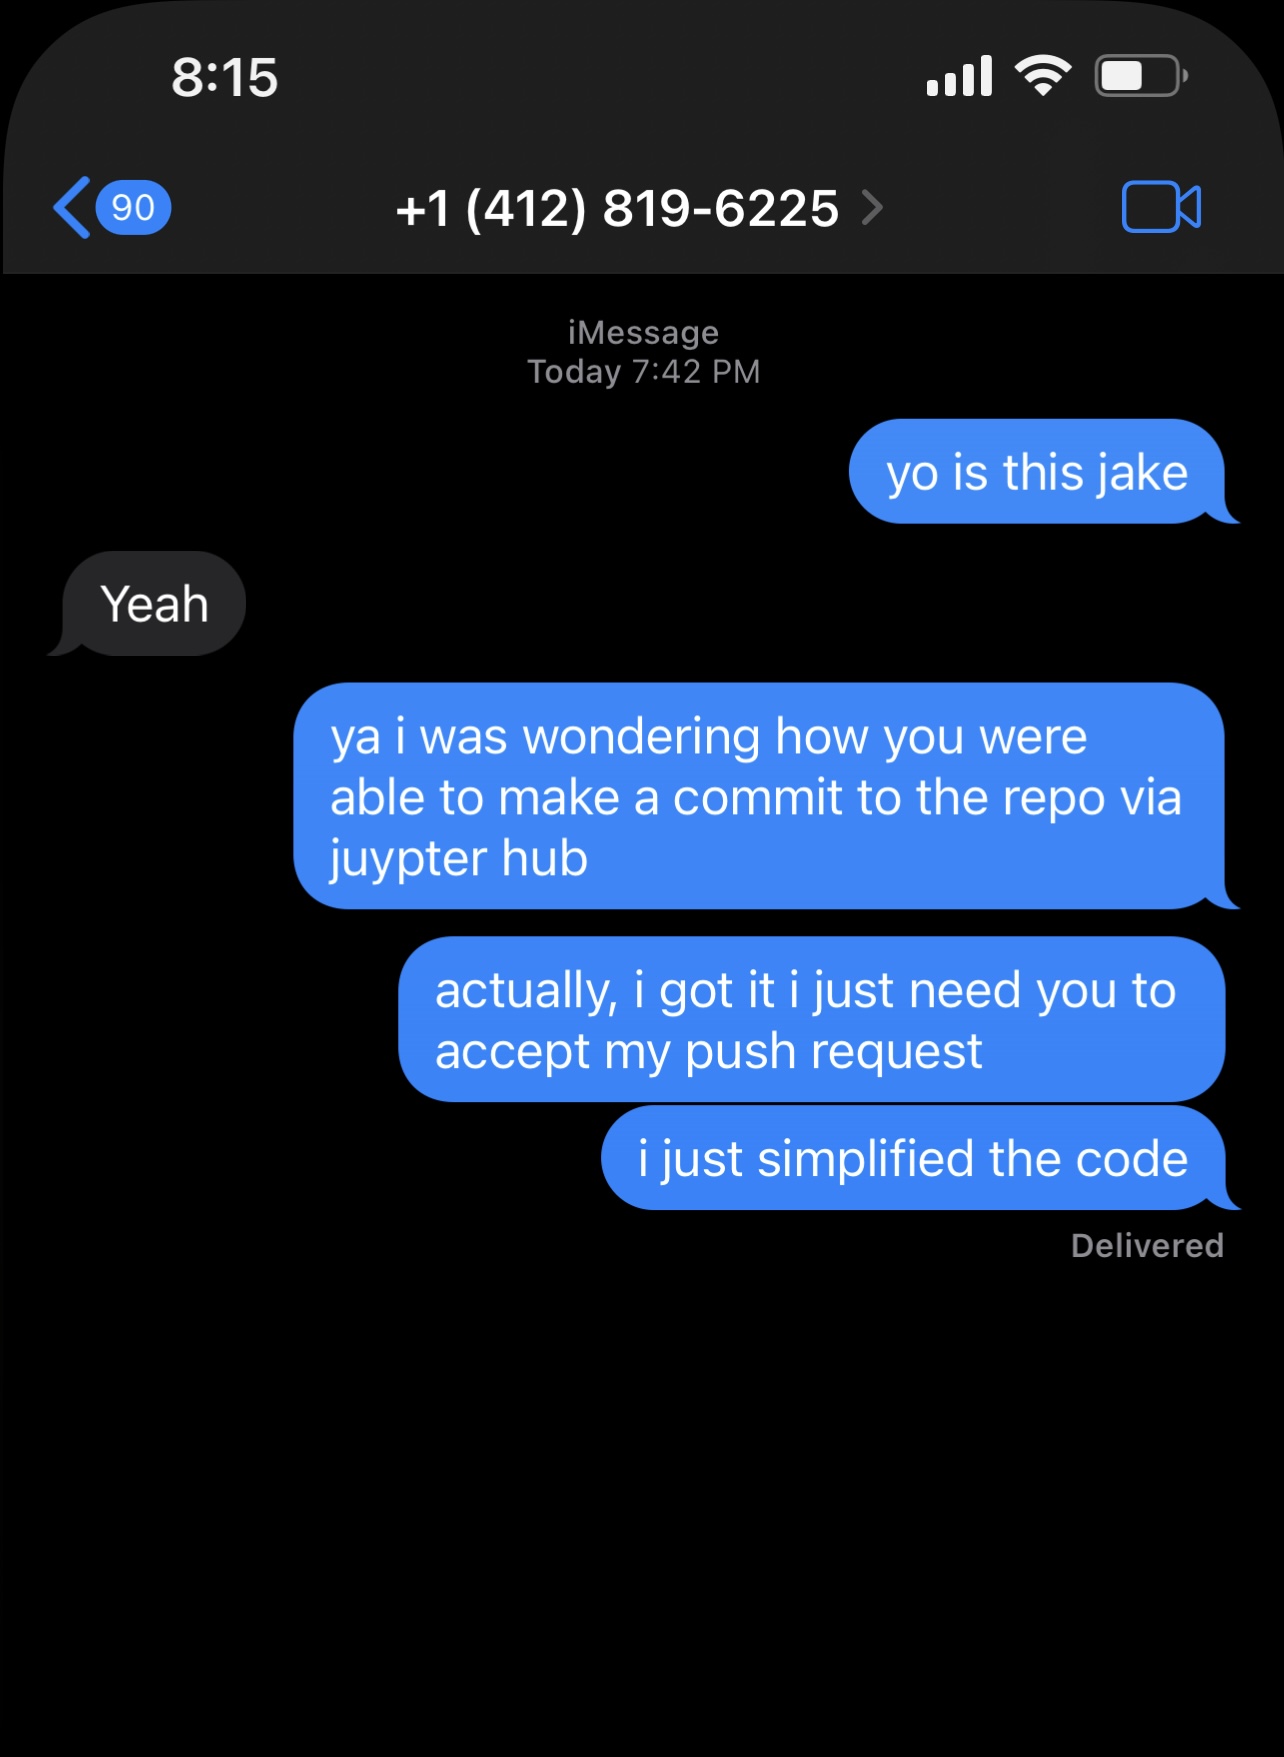 8:15
90
+1 (412) 819-6225
iMessage
Today 7:42 PM
yo is this jake
Yeah
ya i was wondering how you were
able to make a commit to the repo via
juypter hub
actually, i got it i just need you to
accept my push request
i just simplified the code
Delivered